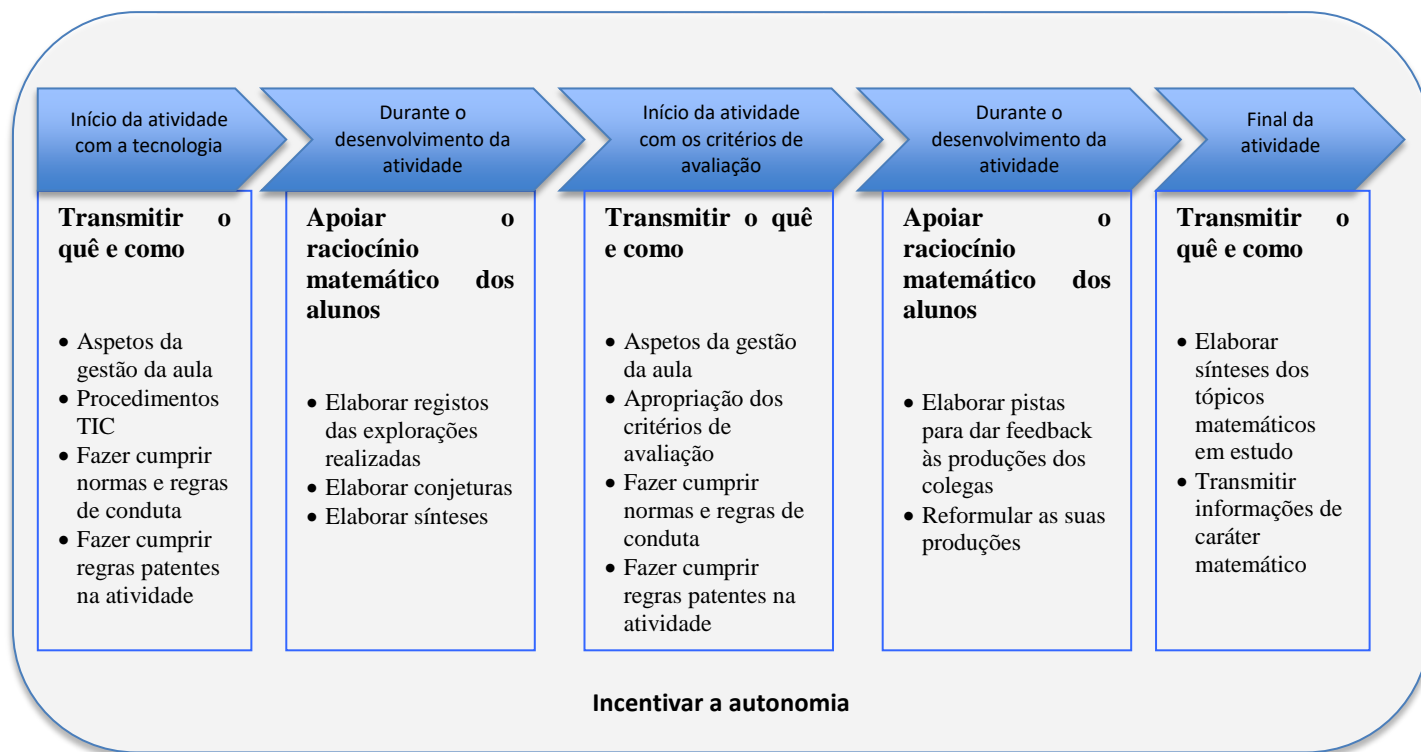 Início da atividade
com a tecnologia
Durante o
desenvolvimento da
atividade
Início da atividade
com os critérios de
avaliação
Durante o
desenvolvimento da
atividade
Final da
atividade
Transmitir o
quê e como
• Aspetos da
gestão da aula
• Procedimentos
TIC
• Fazer cumprir
normas e regras
de conduta
• Fazer cumprir
regras patentes
na atividade
Apoiar o
raciocínio
matemático dos
alunos
• Elaborar registos
das explorações
realizadas
• Elaborar conjeturas
• Elaborar sínteses
Transmitir o quê
e como
• Aspetos da gestão
da aula
• Apropriação dos
critérios de
avaliação
• Fazer cumprir
normas e regras de
conduta
• Fazer cumprir
regras patentes na
atividade
Apoiar o
raciocínio
matemático dos
alunos
• Elaborar pistas
para dar feedback
às produções dos
colegas
• Reformular as suas
produções
Transmitir o
quê e como
• Elaborar
sínteses dos
tópicos
matemáticos
em estudo
• Transmitir
informações de
caráter
matemático
Incentivar a autonomia